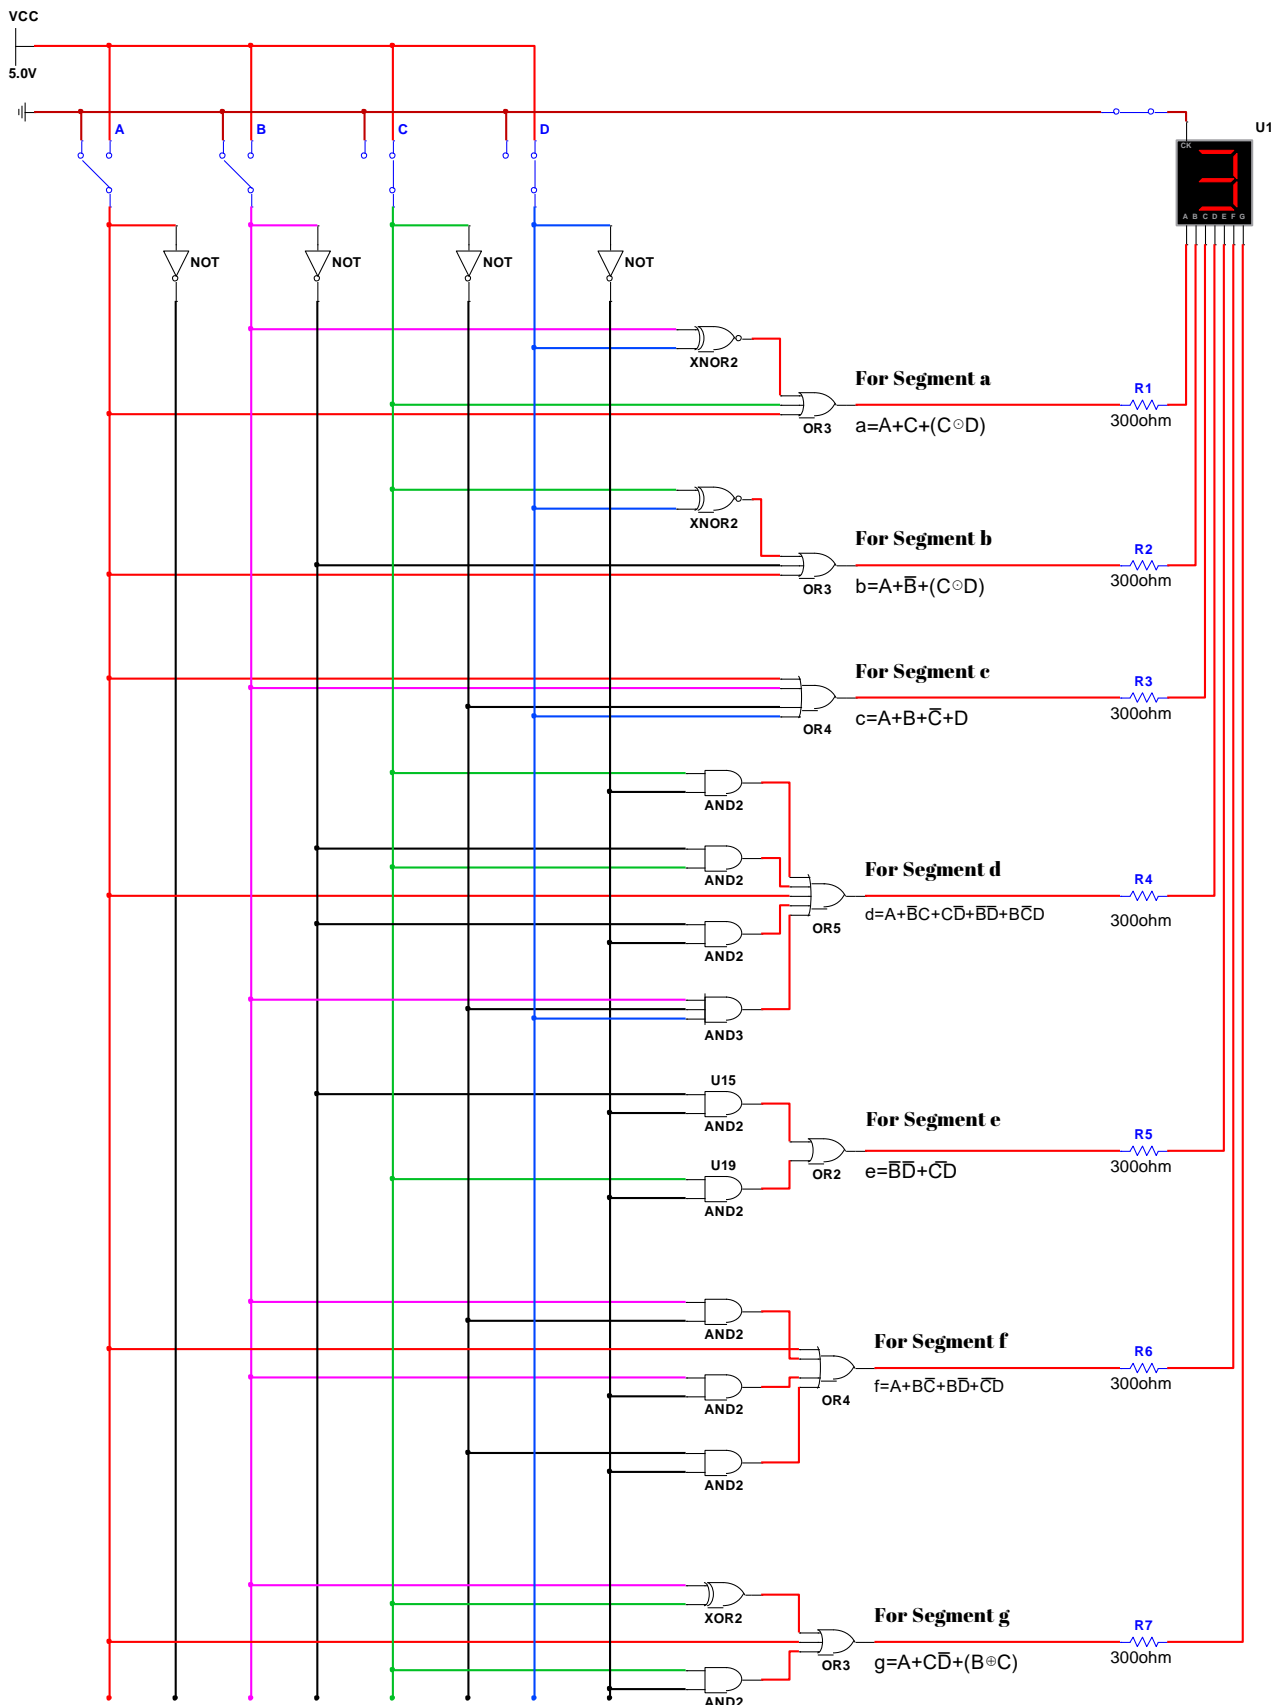 VCC
5.0V
A
B
C
D
U1
CK
A B C D E F G
NOT
NOT
NOT
NOT
XNOR2
For Segment a
R1
OR3
a=A+C+(C⊙D)
300ohm
XNOR2
For Segment b
R2
OR3
b=A+B̅+(C⊙D)
300ohm
For Segment c
R3
OR4
c=A+B+C̅+D
300ohm
AND2
AND2
For Segment d
R4
OR5
d=A+B̅C+CD̅+B̅D̅+BC̅D
300ohm
AND2
AND3
U15
AND2
For Segment e
R5
U19
OR2
e=B̅D̅+C̅D
300ohm
AND2
AND2
For Segment f
R6
AND2
OR4
f=A+BC̅+BD̅+C̅D
300ohm
AND2
XOR2
For Segment g
R7
OR3
g=A+CD̅+(B⊕C)
300ohm
AND2